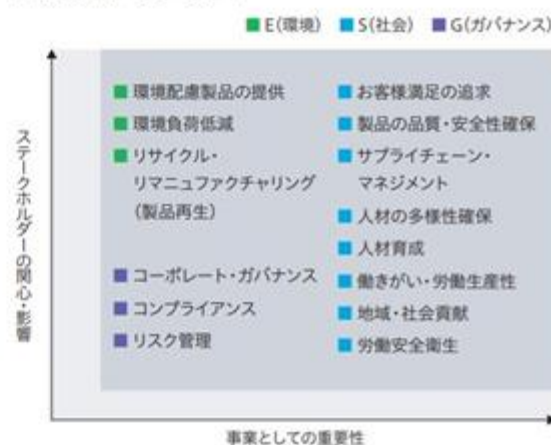 E(環境) S(社会) G(ガバナンス)
ステークホルダーの関心・影響
環境配慮製品の提供
環境負荷低減
リサイクル・
リマニュファクチャリング
(製品再生)
コーポレート・ガバナンス
コンプライアンス
リスク管理
お客様満足の追求
製品の品質・安全性確保
サプライチェーン・
マネジメント
人材の多様性確保
人材育成
働きがい・労働生産性
地域・社会貢献
労働安全衛生
事業としての重要性